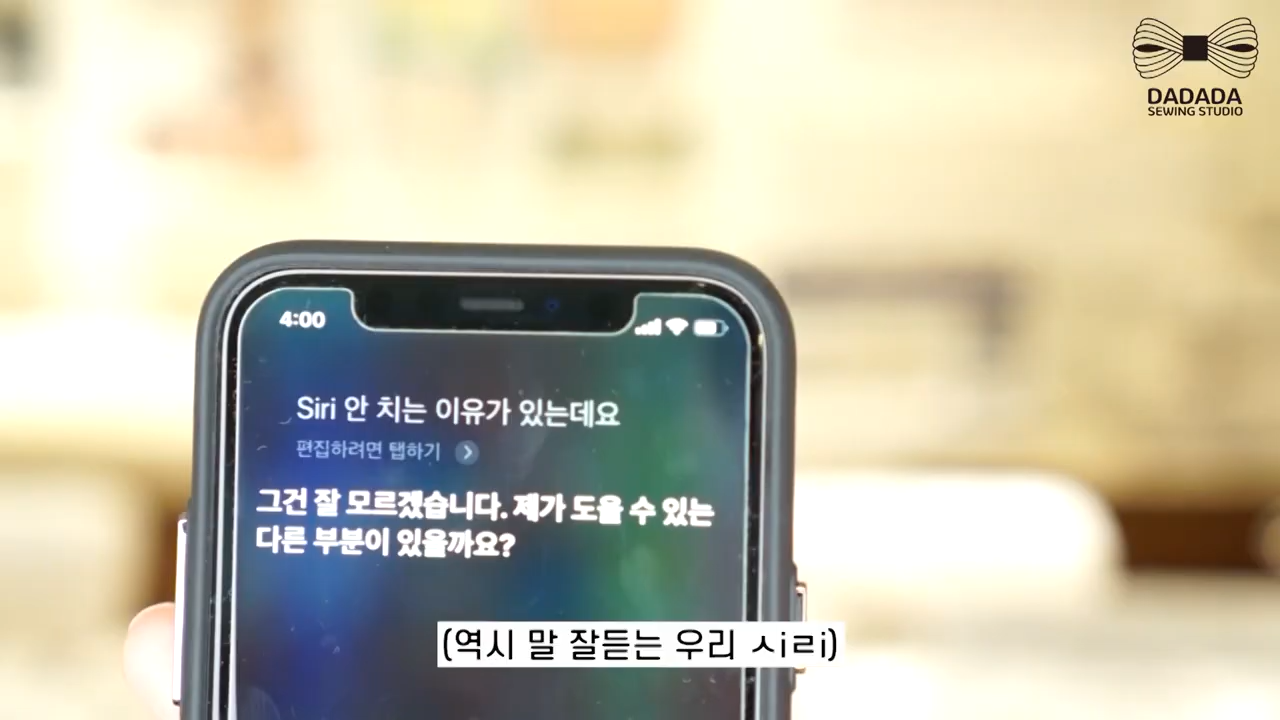 DADADA
SEWING STUDIO
4:00
Siri 안 치는 이유가 있는데요
편집하려면 탭하기
그건 잘 모르겠습니다. 제가 도울 수 있는
다른 부분이 있을까요?
(역시 말 잘듣는 우리 ㅅiㄹi)